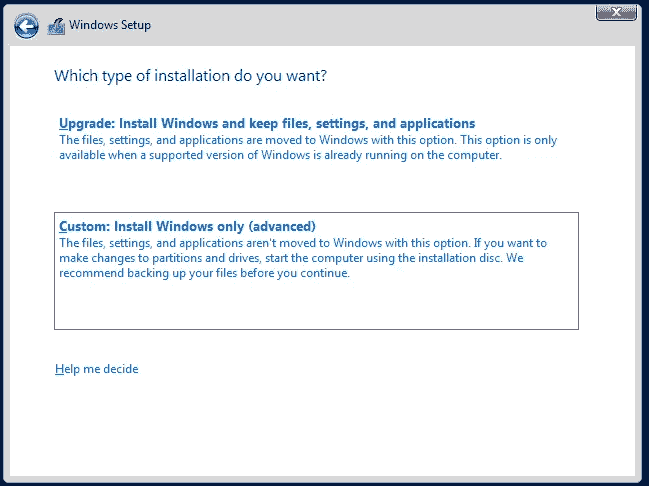 Windows Setup
Which type of installation do you want?
Upgrade: Install Windows and keep files, settings, and applications
The files, settings, and applications are moved to Windows with this option. This option is only
available when a supported version of Windows is already running on the computer.
Custom: Install Windows only (advanced)
The files, settings, and applications aren't moved to Windows with this option. If you want to
make changes to partitions and drives, start the computer using the installation disc. We
recommend backing up your files before you continue.
Help me decide